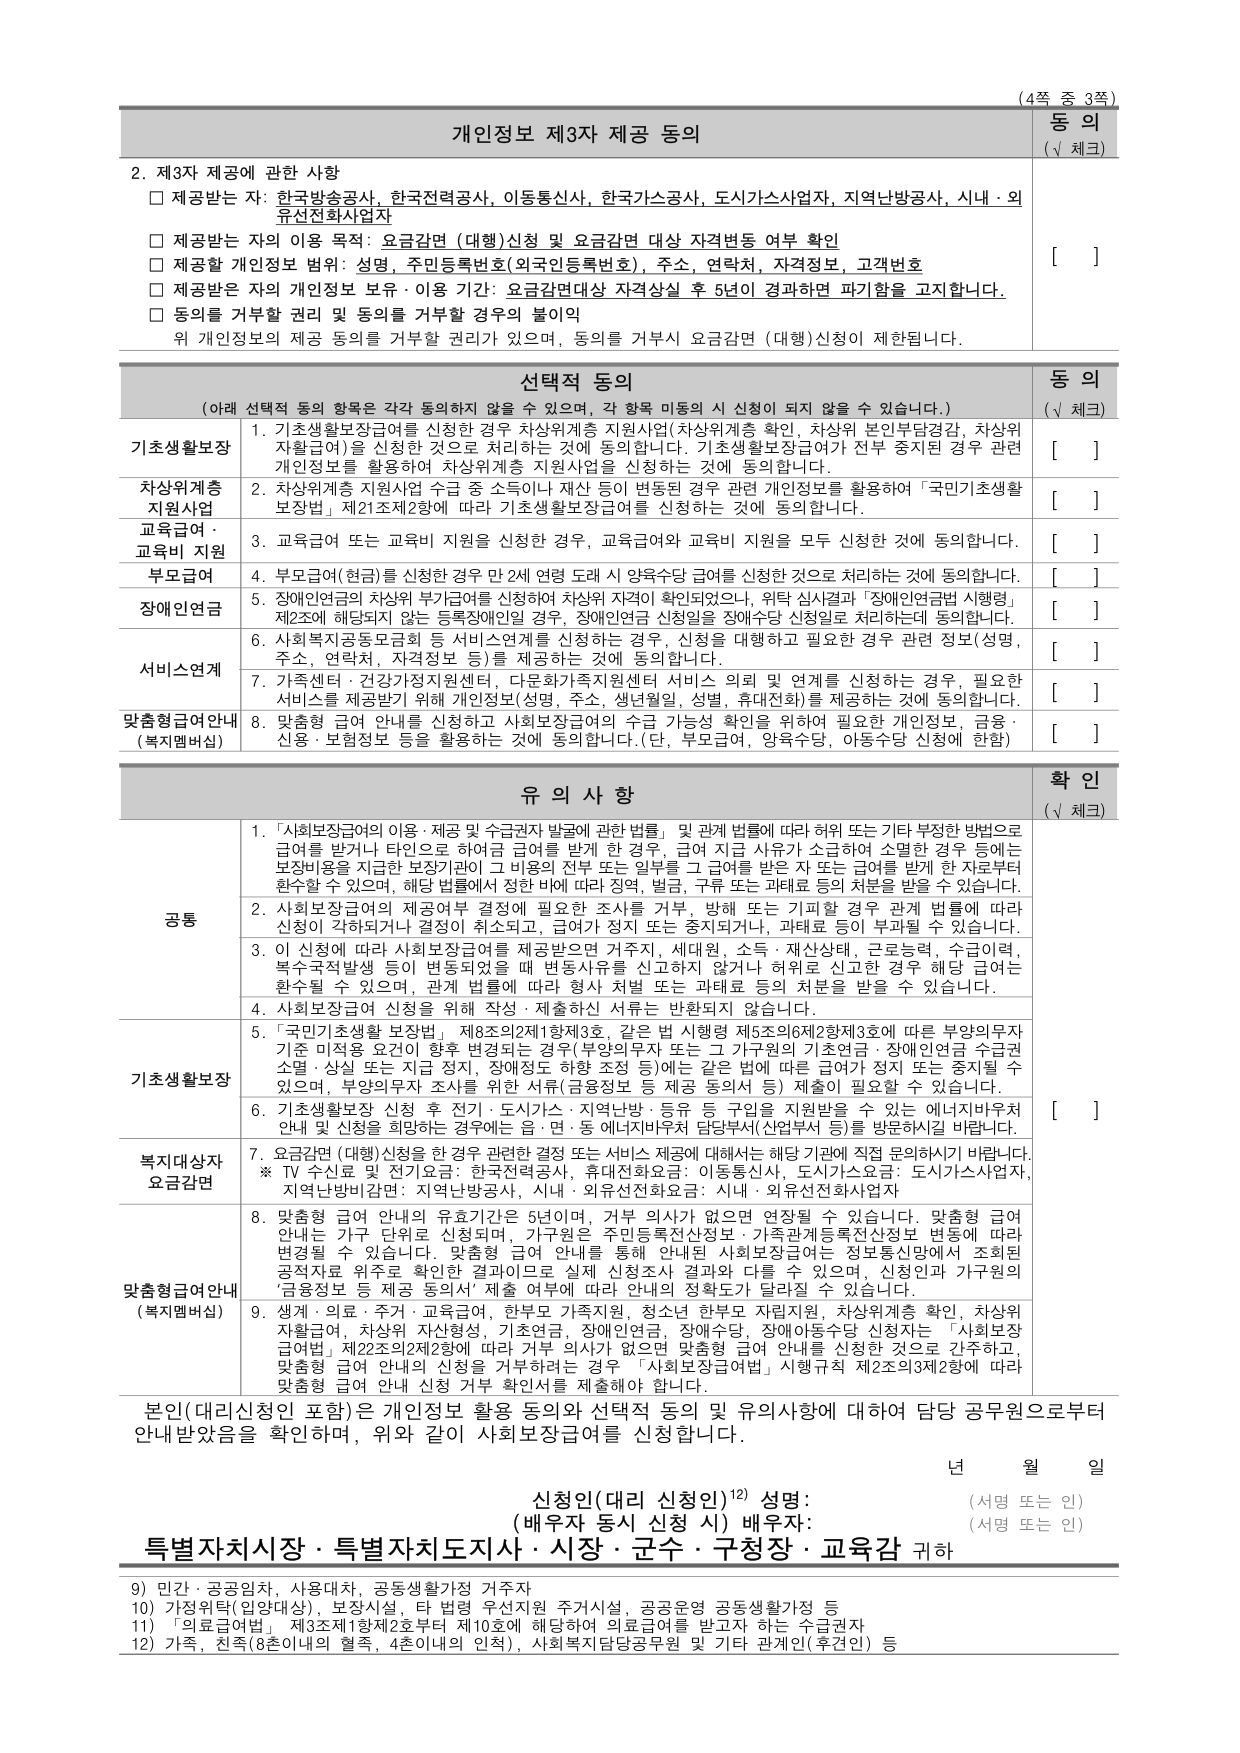 (4쪽 중 3쪽)
개인정보 제3자 제공 동의
동 의
(√ 체크)
2. 제3자 제공에 관한 사항
□ 제공받는 자: 한국방송공사, 한국전력공사, 이동통신사, 한국가스공사, 도시가스사업자, 지역난방공사, 시내·외
유선전화사업자
□ 제공받는 자의 이용 목적: 요금감면 (대행)신청 및 요금감면 대상 자격변동 여부 확인
□ 제공할 개인정보 범위: 성명, 주민등록번호(외국인등록번호), 주소, 연락처, 자격정보, 고객번호
□ 제공받은 자의 개인정보 보유·이용 기간: 요금감면대상 자격상실 후 5년이 경과하면 파기함을 고지합니다.
□ 동의를 거부할 권리 및 동의를 거부할 경우의 불이익
위 개인정보의 제공 동의를 거부할 권리가 있으며, 동의를 거부시 요금감면 (대행)신청이 제한됩니다.
[ ]
선택적 동의
(아래 선택적 동의 항목은 각각 동의하지 않을 수 있으며, 각 항목 미동의 시 신청이 되지 않을 수 있습니다.)
동 의
(√ 체크)
기초생활보장
1. 기초생활보장급여를 신청한 경우 차상위계층 지원사업(차상위계층 확인, 차상위 본인부담경감, 차상위
자활급여)을 신청한 것으로 처리하는 것에 동의합니다. 기초생활보장급여가 전부 중지된 경우 관련
개인정보를 활용하여 차상위계층 지원사업을 신청하는 것에 동의합니다.
[ ]
차상위계층
지원사업
2. 차상위계층 지원사업 수급 중 소득이나 재산 등이 변동된 경우 관련 개인정보를 활용하여「국민기초생활
보장법」제21조제2항에 따라 기초생활보장급여를 신청하는 것에 동의합니다.
[ ]
교육급여·
교육비 지원
3. 교육급여 또는 교육비 지원을 신청한 경우, 교육급여와 교육비 지원을 모두 신청한 것에 동의합니다.
[ ]
부모급여
4. 부모급여(현금)를 신청한 경우 만 2세 연령 도래 시 양육수당 급여를 신청한 것으로 처리하는 것에 동의합니다.
[ ]
장애인연금
5. 장애인연금의 차상위 부가급여를 신청하여 차상위 자격이 확인되었으나, 위탁 심사결과「장애인연금법 시행령」
제2조에 해당되지 않는 등록장애인일 경우, 장애인연금 신청일을 장애수당 신청일로 처리하는데 동의합니다.
[ ]
서비스연계
6. 사회복지공동모금회 등 서비스연계를 신청하는 경우, 신청을 대행하고 필요한 경우 관련 정보(성명,
주소, 연락처, 자격정보 등)를 제공하는 것에 동의합니다.
[ ]
7. 가족센터·건강가정지원센터, 다문화가족지원센터 서비스 의뢰 및 연계를 신청하는 경우, 필요한
서비스를 제공받기 위해 개인정보(성명, 주소, 생년월일, 성별, 휴대전화)를 제공하는 것에 동의합니다.
[ ]
맞춤형급여안내
(복지멤버십)
8. 맞춤형 급여 안내를 신청하고 사회보장급여의 수급 가능성 확인을 위하여 필요한 개인정보, 금융·
신용·보험정보 등을 활용하는 것에 동의합니다.(단, 부모급여, 앙육수당, 아동수당 신청에 한함)
[ ]
유 의 사 항
확 인
(√ 체크)
공통
1.「사회보장급여의 이용·제공 및 수급권자 발굴에 관한 법률」 및 관계 법률에 따라 허위 또는 기타 부정한 방법으로
급여를 받거나 타인으로 하여금 급여를 받게 한 경우, 급여 지급 사유가 소급하여 소멸한 경우 등에는
보장비용을 지급한 보장기관이 그 비용의 전부 또는 일부를 그 급여를 받은 자 또는 급여를 받게 한 자로부터
환수할 수 있으며, 해당 법률에서 정한 바에 따라 징역, 벌금, 구류 또는 과태료 등의 처분을 받을 수 있습니다.
2. 사회보장급여의 제공여부 결정에 필요한 조사를 거부, 방해 또는 기피할 경우 관계 법률에 따라
신청이 각하되거나 결정이 취소되고, 급여가 정지 또는 중지되거나, 과태료 등이 부과될 수 있습니다.
3. 이 신청에 따라 사회보장급여를 제공받으면 거주지, 세대원, 소득·재산상태, 근로능력, 수급이력,
복수국적발생 등이 변동되었을 때 변동사유를 신고하지 않거나 허위로 신고한 경우 해당 급여는
환수될 수 있으며, 관계 법률에 따라 형사 처벌 또는 과태료 등의 처분을 받을 수 있습니다.
4. 사회보장급여 신청을 위해 작성·제출하신 서류는 반환되지 않습니다.
기초생활보장
5.「국민기초생활 보장법」 제8조의2제1항제3호, 같은 법 시행령 제5조의6제2항제3호에 따른 부양의무자
기준 미적용 요건이 향후 변경되는 경우(부양의무자 또는 그 가구원의 기초연금·장애인연금 수급권
소멸·상실 또는 지급 정지, 장애정도 하향 조정 등)에는 같은 법에 따른 급여가 정지 또는 중지될 수
있으며, 부양의무자 조사를 위한 서류(금융정보 등 제공 동의서 등) 제출이 필요할 수 있습니다.
6. 기초생활보장 신청 후 전기·도시가스·지역난방·등유 등 구입을 지원받을 수 있는 에너지바우처
안내 및 신청을 희망하는 경우에는 읍·면·동 에너지바우처 담당부서(산업부서 등)를 방문하시길 바랍니다.
[ ]
복지대상자
요금감면
7. 요금감면 (대행)신청을 한 경우 관련한 결정 또는 서비스 제공에 대해서는 해당 기관에 직접 문의하시기 바랍니다.
※ TV 수신료 및 전기요금: 한국전력공사, 휴대전화요금: 이동통신사, 도시가스요금: 도시가스사업자,
지역난방비감면: 지역난방공사, 시내·외유선전화요금: 시내·외유선전화사업자
맞춤형급여안내
(복지멤버십)
8. 맞춤형 급여 안내의 유효기간은 5년이며, 거부 의사가 없으면 연장될 수 있습니다. 맞춤형 급여
안내는 가구 단위로 신청되며, 가구원은 주민등록전산정보·가족관계등록전산정보 변동에 따라
변경될 수 있습니다. 맞춤형 급여 안내를 통해 안내된 사회보장급여는 정보통신망에서 조회된
공적자료 위주로 확인한 결과이므로 실제 신청조사 결과와 다를 수 있으며, 신청인과 가구원의
'금융정보 등 제공 동의서' 제출 여부에 따라 안내의 정확도가 달라질 수 있습니다.
9. 생계·의료·주거·교육급여, 한부모 가족지원, 청소년 한부모 자립지원, 차상위계층 확인, 차상위
자활급여, 차상위 자산형성, 기초연금, 장애인연금, 장애수당, 장애아동수당 신청자는 「사회보장
급여법」제22조의2제2항에 따라 거부 의사가 없으면 맞춤형 급여 안내를 신청한 것으로 간주하고,
맞춤형 급여 안내의 신청을 거부하려는 경우 「사회보장급여법」시행규칙 제2조의3제2항에 따라
맞춤형 급여 안내 신청 거부 확인서를 제출해야 합니다.
본인(대리신청인 포함)은 개인정보 활용 동의와 선택적 동의 및 유의사항에 대하여 담당 공무원으로부터
안내받았음을 확인하며, 위와 같이 사회보장급여를 신청합니다.
년 월 일
신청인(대리 신청인)12) 성명: (서명 또는 인)
(배우자 동시 신청 시) 배우자: (서명 또는 인)
특별자치시장·특별자치도지사·시장·군수·구청장·교육감 귀하
9) 민간·공공임차, 사용대차, 공동생활가정 거주자
10) 가정위탁(입양대상), 보장시설, 타 법령 우선지원 주거시설, 공공운영 공동생활가정 등
11) 「의료급여법」 제3조제1항제2호부터 제10호에 해당하여 의료급여를 받고자 하는 수급권자
12) 가족, 친족(8촌이내의 혈족, 4촌이내의 인척), 사회복지담당공무원 및 기타 관계인(후견인) 등